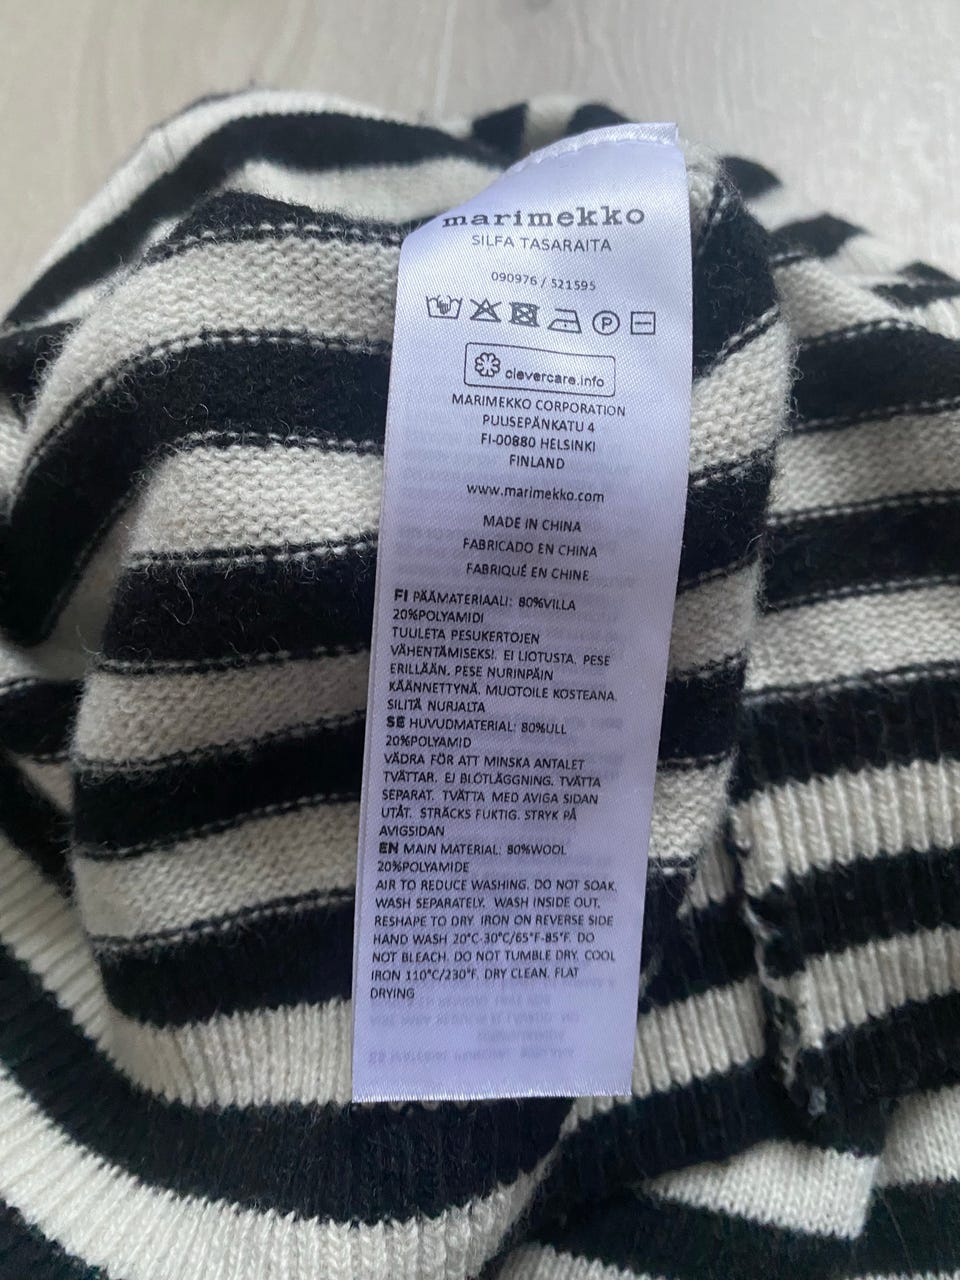 marimekko
SILFA TASARAITA
090976 / 521595
P
clevercare.info
MARIMEKKO CORPORATION
PUUSEPÄNKATU 4
FI-00880 HELSINKI
FINLAND
www.marimekko.com
MADE IN CHINA
FABRICADO EN CHINA
FABRIQUÉ EN CHINE
FI PÄÄMATERIAALI: 80%VILLA
20%POLYAMIDI
TUULETA PESUKERTOJEN
VÄHENTÄMISEKSI. EI LIOTUSTA. PESE
ERILLÄÄN. PESE NURINPÄIN
KÄÄNNETTYNÄ. MUOTOILE KOSTEANA.
SILITÄ NURJALTA
SE HUVUDMATERIAL: 80%ULL
20%POLYAMID
VÄDRA FÖR ATT MINSKA ANTALET
TVÄTTAR. EJ BLÖTLÄGGNING. TVÄTTA
SEPARAT. TVÄTTA MED AVIGA SIDAN
UTÅT. STRÄCKS FUKTIG. STRYK PÅ
AVIGSIDAN
EN MAIN MATERIAL: 80%WOOL
20%POLYAMIDE
AIR TO REDUCE WASHING. DO NOT SOAK.
WASH SEPARATELY. WASH INSIDE OUT.
RESHAPE TO DRY. IRON ON REVERSE SIDE
HAND WASH 20°C-30°C/65°F-85°F. DO
NOT BLEACH. DO NOT TUMBLE DRY. COOL
IRON 110°C/230°F. DRY CLEAN. FLAT
DRYING